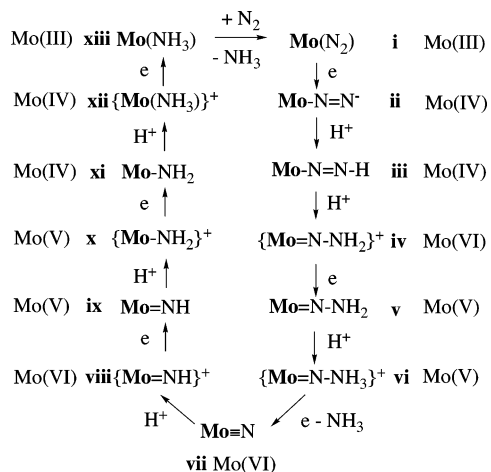 + N₂
Mo(III) xiii Mo(NH₃) Mo(N₂) i Mo(III)
- NH₃
e e
Mo(IV) xii{Mo(NH₃)}⁺ Mo-N=N⁻ ii Mo(IV)
H⁺ H⁺
Mo(IV) xi Mo-NH₂ Mo-N=N-H iii Mo(IV)
e H⁺
Mo(V) x {Mo-NH₂}⁺ {Mo=N-NH₂}⁺ iv Mo(VI)
H⁺ e
Mo(V) ix Mo=NH Mo=N-NH₂ v Mo(V)
e H⁺
Mo(VI) viii{Mo=NH}⁺ {Mo=N-NH₃}⁺ vi Mo(V)
H⁺ e - NH₃
Mo≡N
vii Mo(VI)